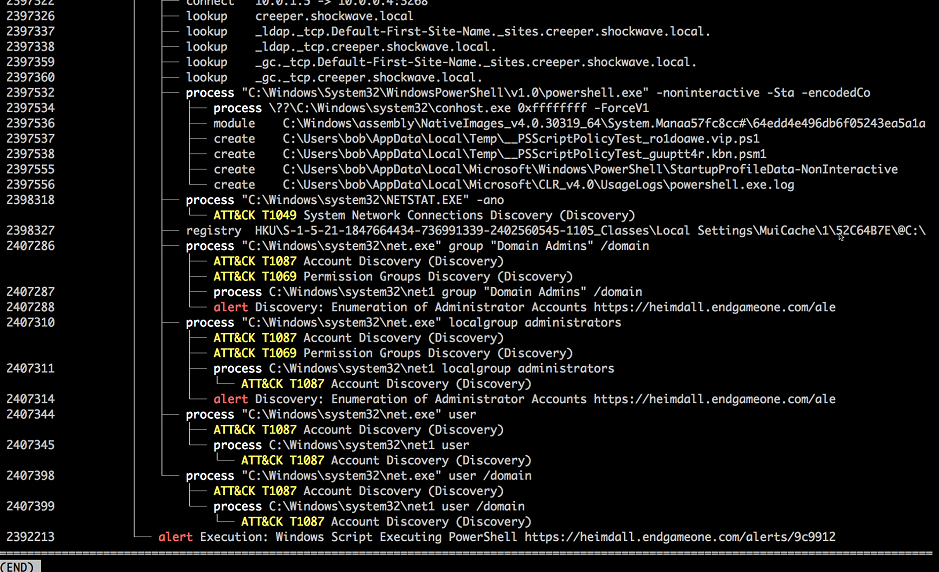 2397322 connect 10.0.1.5 -> 10.0.0.4:3268
2397326 lookup creeper.shockwave.local
2397337 lookup _ldap._tcp.Default-First-Site-Name._sites.creeper.shockwave.local.
2397338 lookup _ldap._tcp.creeper.shockwave.local.
2397359 lookup _gc._tcp.Default-First-Site-Name._sites.creeper.shockwave.local.
2397360 lookup _gc._tcp.creeper.shockwave.local.
2397532 process "C:\Windows\System32\WindowsPowerShell\v1.0\powershell.exe" -noninteractive -Sta -encodedCo
2397534 process \??\C:\Windows\system32\conhost.exe 0xffffffff -ForceV1
2397536 module C:\Windows\assembly\NativeImages_v4.0.30319_64\System.Manaa57fc8cc#\64edd4e496db6f05243ea5a1a
2397537 create C:\Users\bob\AppData\Local\Temp\__PSScriptPolicyTest_ro1doawe.vip.ps1
2397538 create C:\Users\bob\AppData\Local\Temp\__PSScriptPolicyTest_guuptt4r.kbn.psm1
2397555 create C:\Users\bob\AppData\Local\Microsoft\Windows\PowerShell\StartupProfileData-NonInteractive
2397556 create C:\Users\bob\AppData\Local\Microsoft\CLR_v4.0\UsageLogs\powershell.exe.log
2398318 process "C:\Windows\system32\NETSTAT.EXE" -ano
ATT&CK T1049 System Network Connections Discovery (Discovery)
2398327 registry HKU\S-1-5-21-1847664434-736991339-2402560545-1105_Classes\Local Settings\MuiCache\1\52C64B7E\@C:\
2407286 process "C:\Windows\system32\net.exe" group "Domain Admins" /domain
ATT&CK T1087 Account Discovery (Discovery)
ATT&CK T1069 Permission Groups Discovery (Discovery)
2407287 process C:\Windows\system32\net1 group "Domain Admins" /domain
2407288 alert Discovery: Enumeration of Administrator Accounts https://heimdall.endgameone.com/ale
2407310 process "C:\Windows\system32\net.exe" localgroup administrators
ATT&CK T1087 Account Discovery (Discovery)
ATT&CK T1069 Permission Groups Discovery (Discovery)
2407311 process C:\Windows\system32\net1 localgroup administrators
ATT&CK T1087 Account Discovery (Discovery)
2407314 alert Discovery: Enumeration of Administrator Accounts https://heimdall.endgameone.com/ale
2407344 process "C:\Windows\system32\net.exe" user
ATT&CK T1087 Account Discovery (Discovery)
2407345 process C:\Windows\system32\net1 user
ATT&CK T1087 Account Discovery (Discovery)
2407398 process "C:\Windows\system32\net.exe" user /domain
ATT&CK T1087 Account Discovery (Discovery)
2407399 process C:\Windows\system32\net1 user /domain
ATT&CK T1087 Account Discovery (Discovery)
2392213 alert Execution: Windows Script Executing PowerShell https://heimdall.endgameone.com/alerts/9c9912
(END)